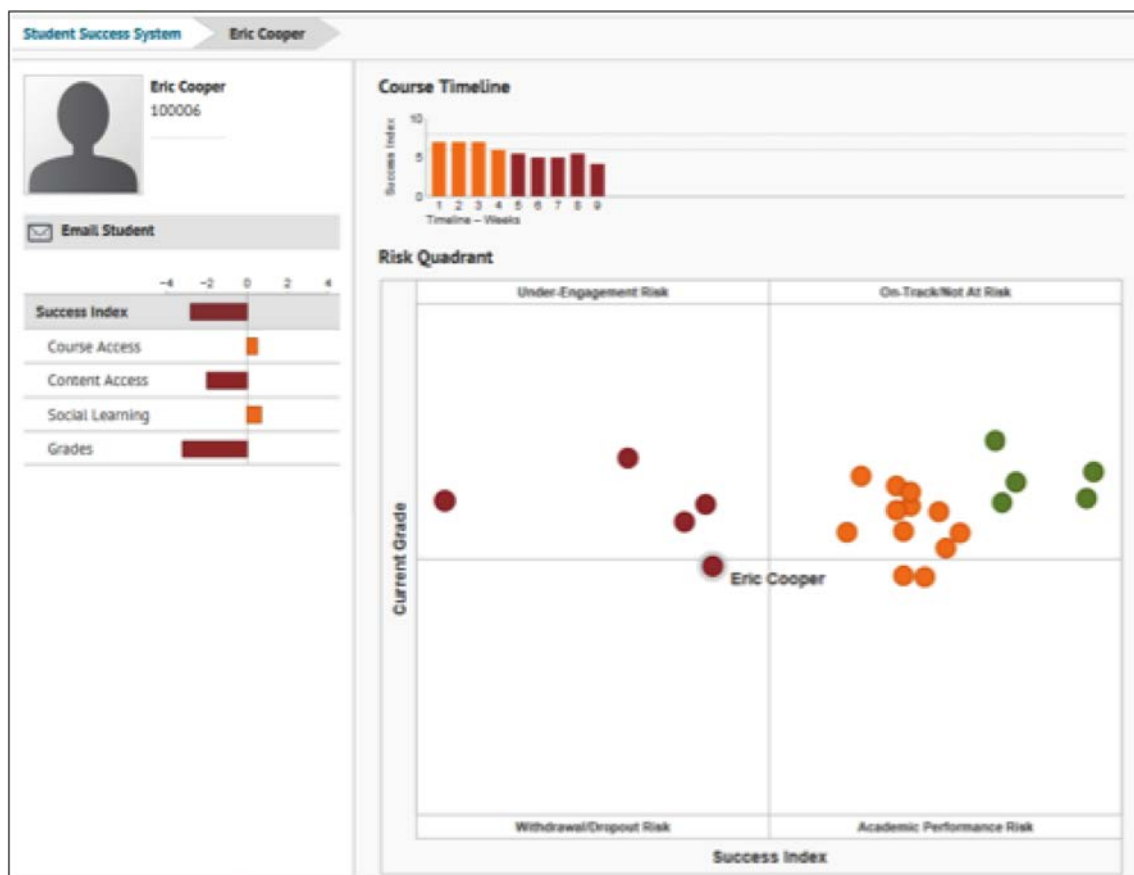 Student Success System Eric Cooper
Eric Cooper
100006
Email Student
-4 -2 0 2 4
Success Index
Course Access
Content Access
Social Learning
Grades
Course Timeline
Success Index
10
5
0
1 2 3 4 5 6 7 8 9
Timeline – Weeks
Risk Quadrant
Under-Engagement Risk On-Track/Not At Risk
Current Grade
Eric Cooper
Withdrawal/Dropout Risk Academic Performance Risk
Success Index